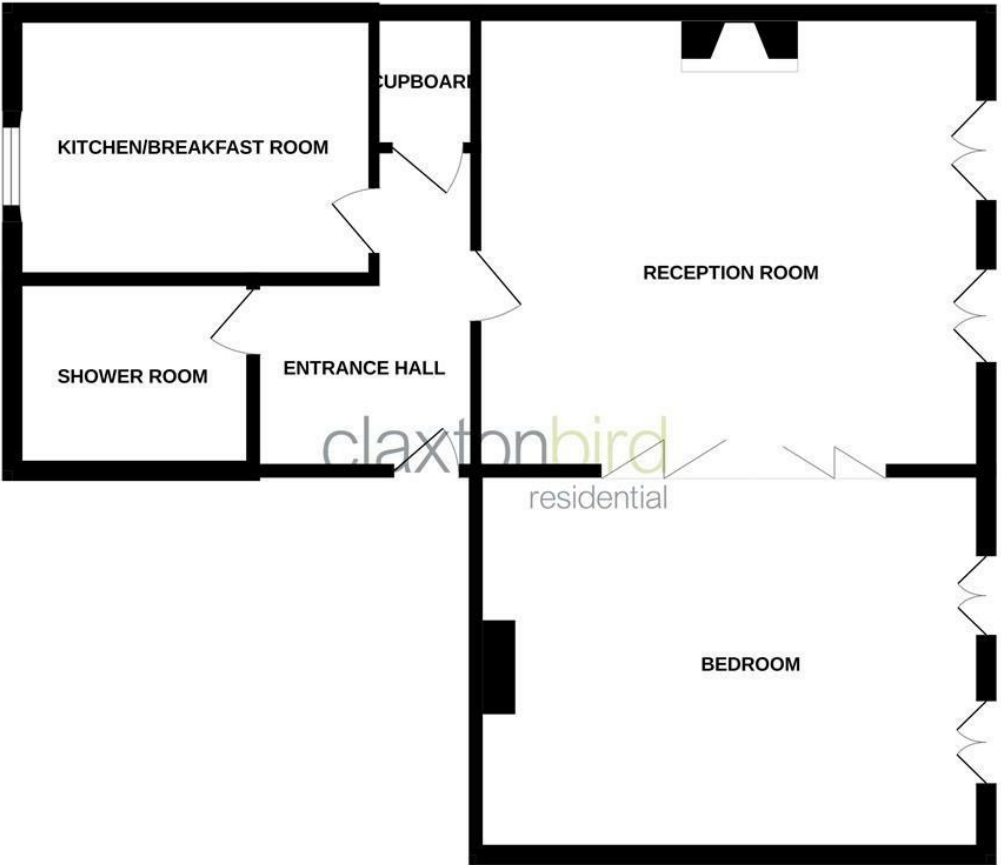 CUPBOARD
KITCHEN/BREAKFAST ROOM
RECEPTION ROOM
SHOWER ROOM
ENTRANCE HALL
claxtonbird
residential
BEDROOM